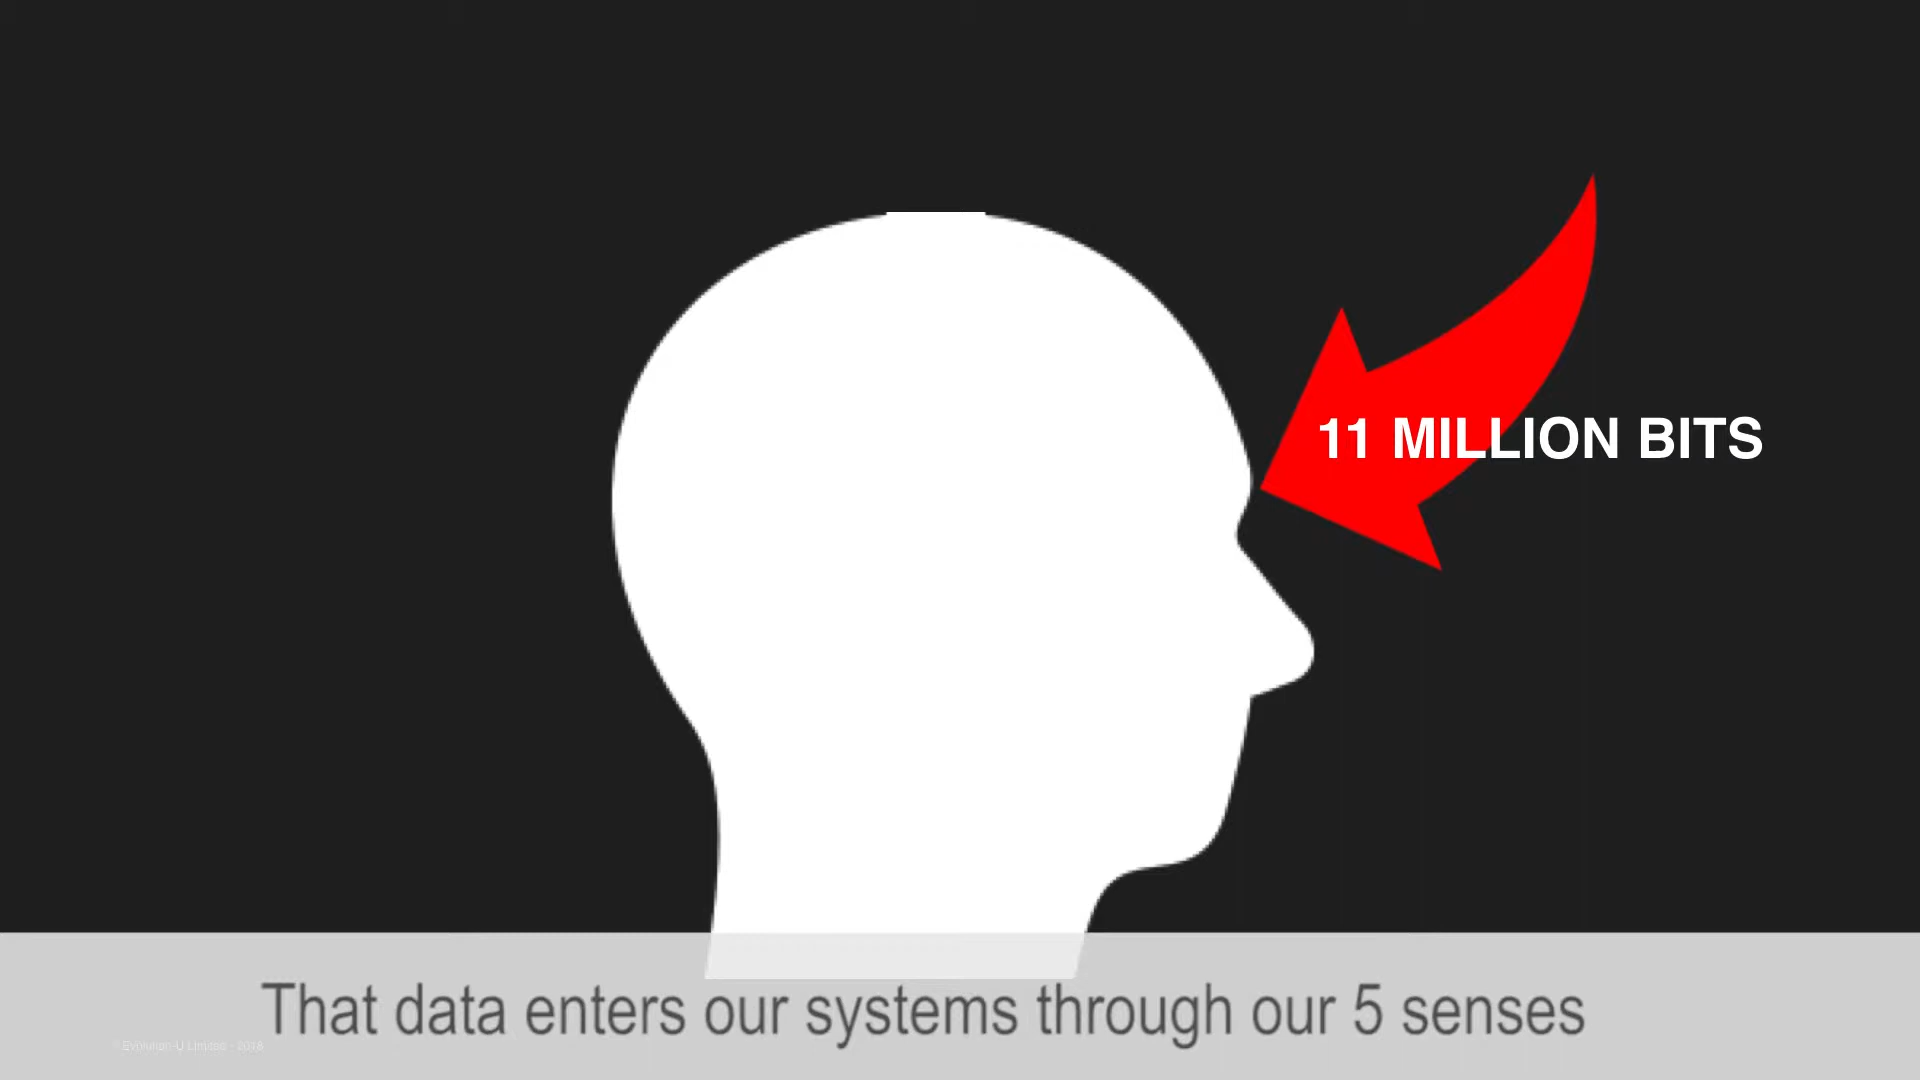 11 MILLION BITS
That data enters our systems through our 5 senses